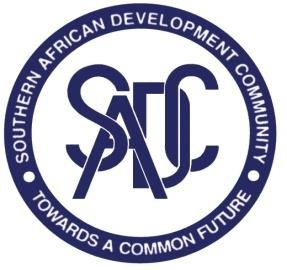 SOUTHERN AFRICAN DEVELOPMENT COMMUNITY
SADC
TOWARDS A COMMON FUTURE